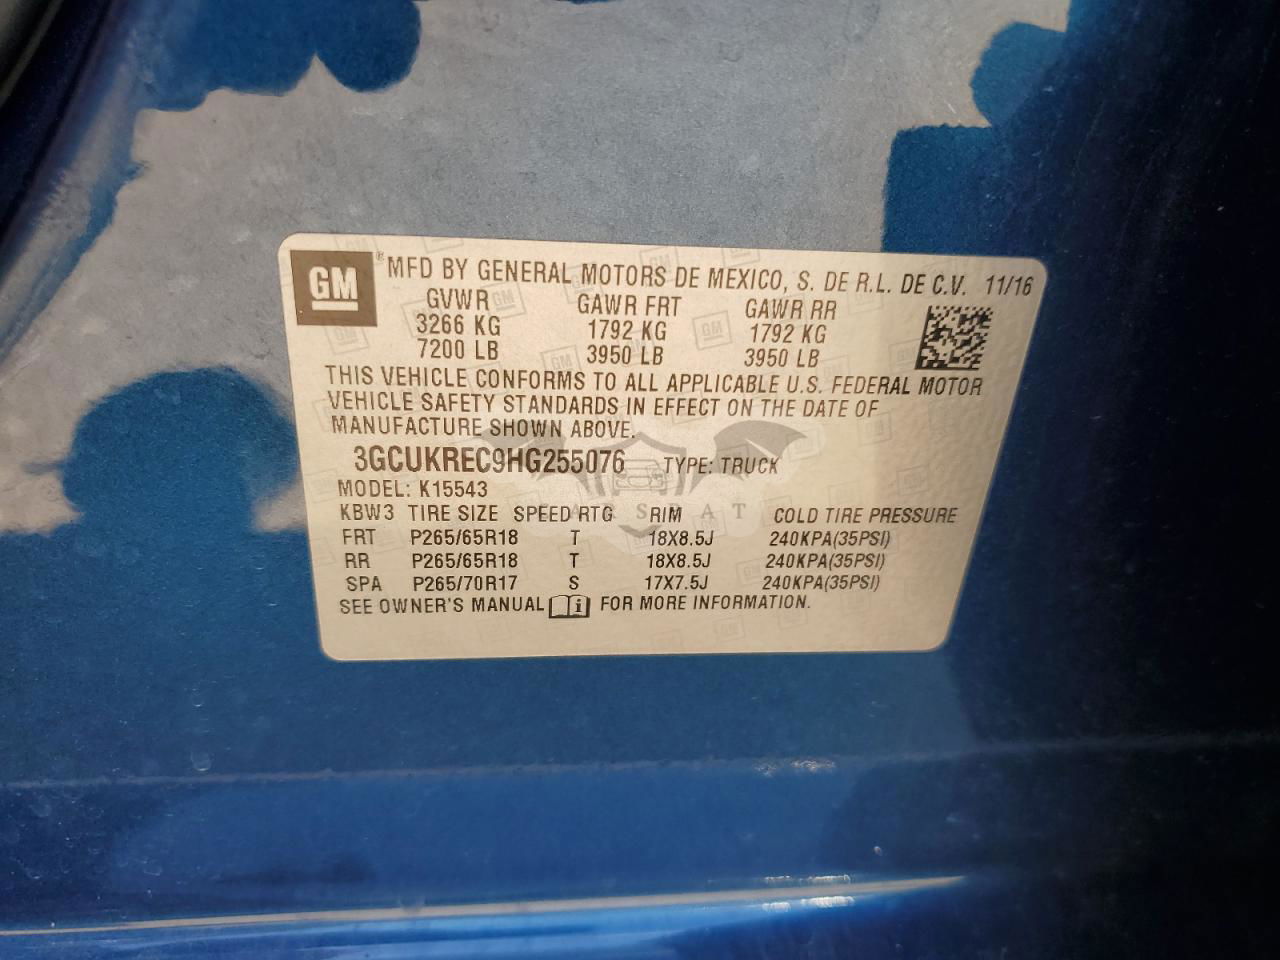 GM ® MFD BY GENERAL MOTORS DE MEXICO, S. DE R.L. DE C.V. 11/16
GVWR GAWR FRT GAWR RR
3266 KG 1792 KG 1792 KG
7200 LB 3950 LB 3950 LB
THIS VEHICLE CONFORMS TO ALL APPLICABLE U.S. FEDERAL MOTOR
VEHICLE SAFETY STANDARDS IN EFFECT ON THE DATE OF
MANUFACTURE SHOWN ABOVE.
3GCUKREC9HG255076 TYPE: TRUCK
MODEL: K15543
KBW3 TIRE SIZE SPEED RTG RIM COLD TIRE PRESSURE
FRT P265/65R18 T 18X8.5J 240KPA(35PSI)
RR P265/65R18 T 18X8.5J 240KPA(35PSI)
SPA P265/70R17 S 17X7.5J 240KPA(35PSI)
SEE OWNER'S MANUAL i FOR MORE INFORMATION.